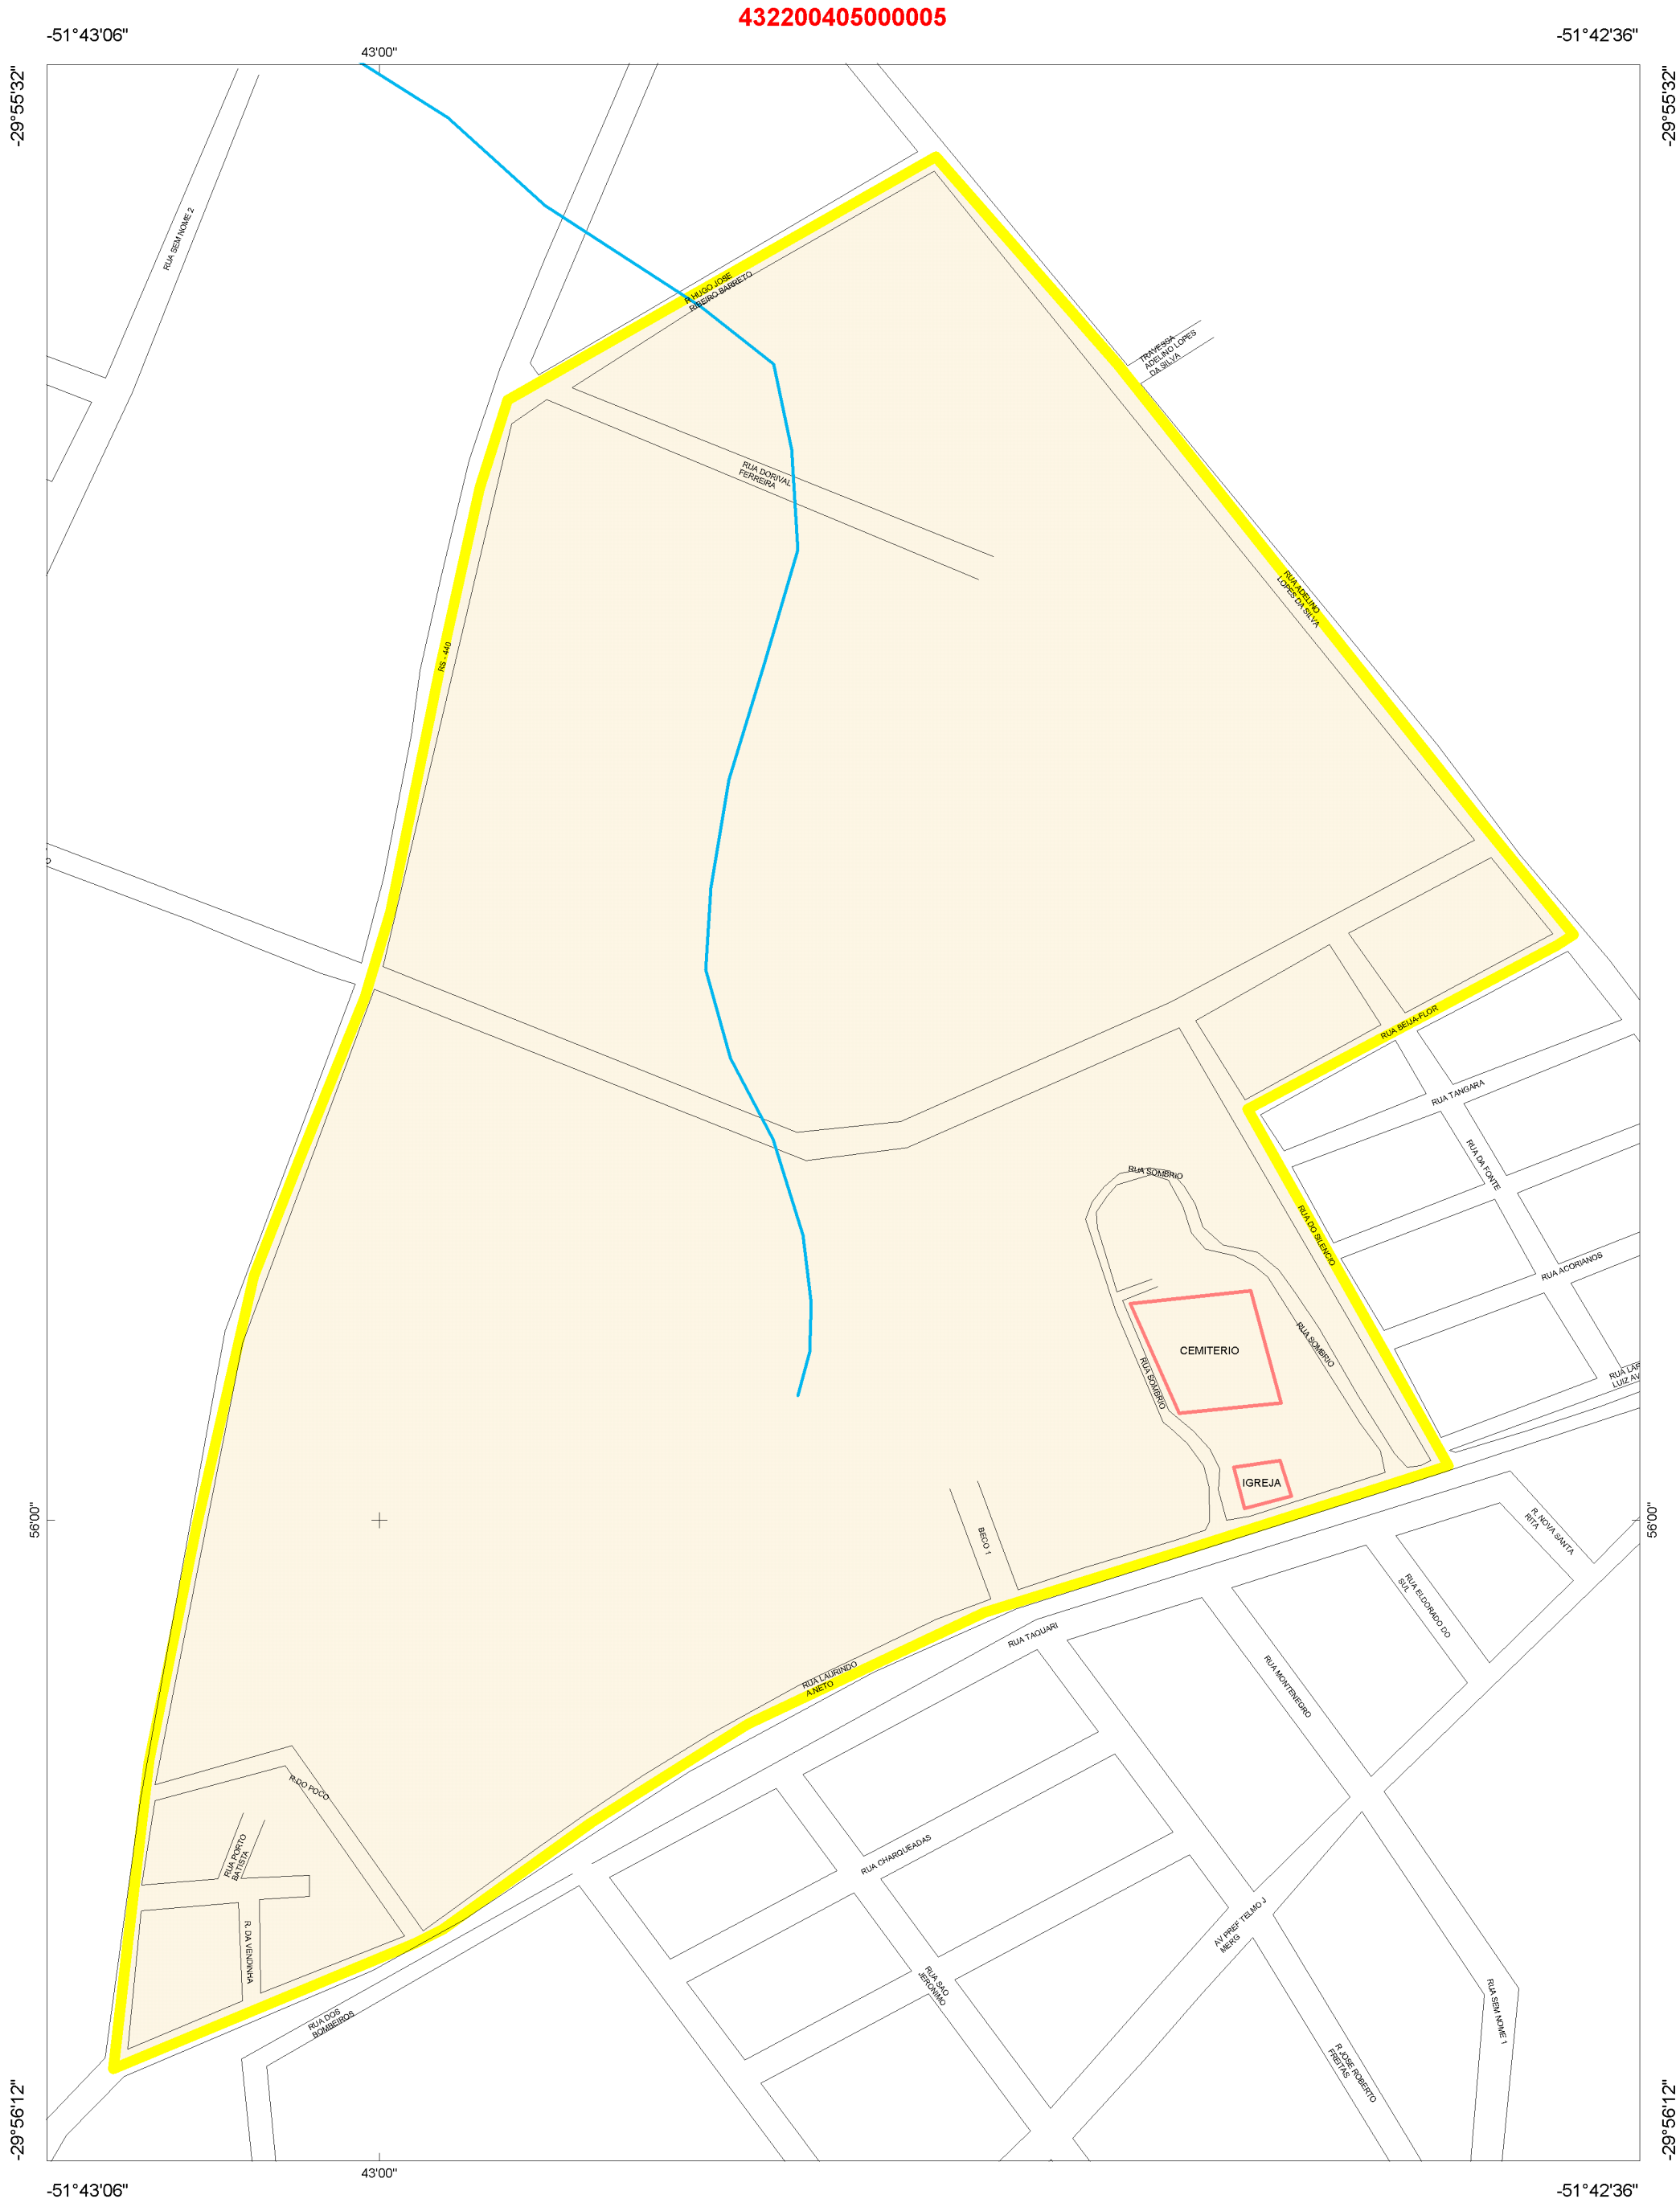 432200405000005
-51°43'06"
43'00"
-51°42'36"
-29°55'32"
-29°55'32"
RUA SEM NOME 2
R.HUGO JOSE
RIBEIRO BARRETO
TRAVESSA
ADELINO LOPES
DA SILVA
RUA DORIVAL
FERREIRA
RUA ADELINO
LOPES DA SILVA
RS - 440
RUA BEIJA-FLOR
RUA TANGARA
RUA DA FONTE
RUA SOMBRIO
RUA DO SILENCIO
RUA ACORIANOS
RUA SOMBRIO
CEMITERIO
RUA SOMBRIO
LUIZ AV
IGREJA
56'00"
56'00"
BECO 1
R. NOVA SANTA
RITA
RUA ELDORADO DO
SUL
RUA TAQUARI
RUA LAURINDO
A.NETO
RUA MONTENEGRO
R.DO POCO
RUA PORTO
BATISTA
RUA CHARQUEADAS
R. DA VENDINHA
AV PREF TELMO J
MERG
RUA SAO
JERONIMO
RUA DOS
BOMBEIROS
RUA SEM NOME 1
R JOSE ROBERTO
FREITAS
-29°56'12"
-29°56'12"
-51°43'06"
43'00"
-51°42'36"